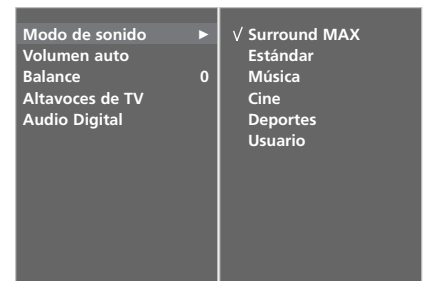 Modo de sonido ►
Volumen auto
Balance 0
Altavoces de TV
Audio Digital
√ Surround MAX
Estándar
Música
Cine
Deportes
Usuario